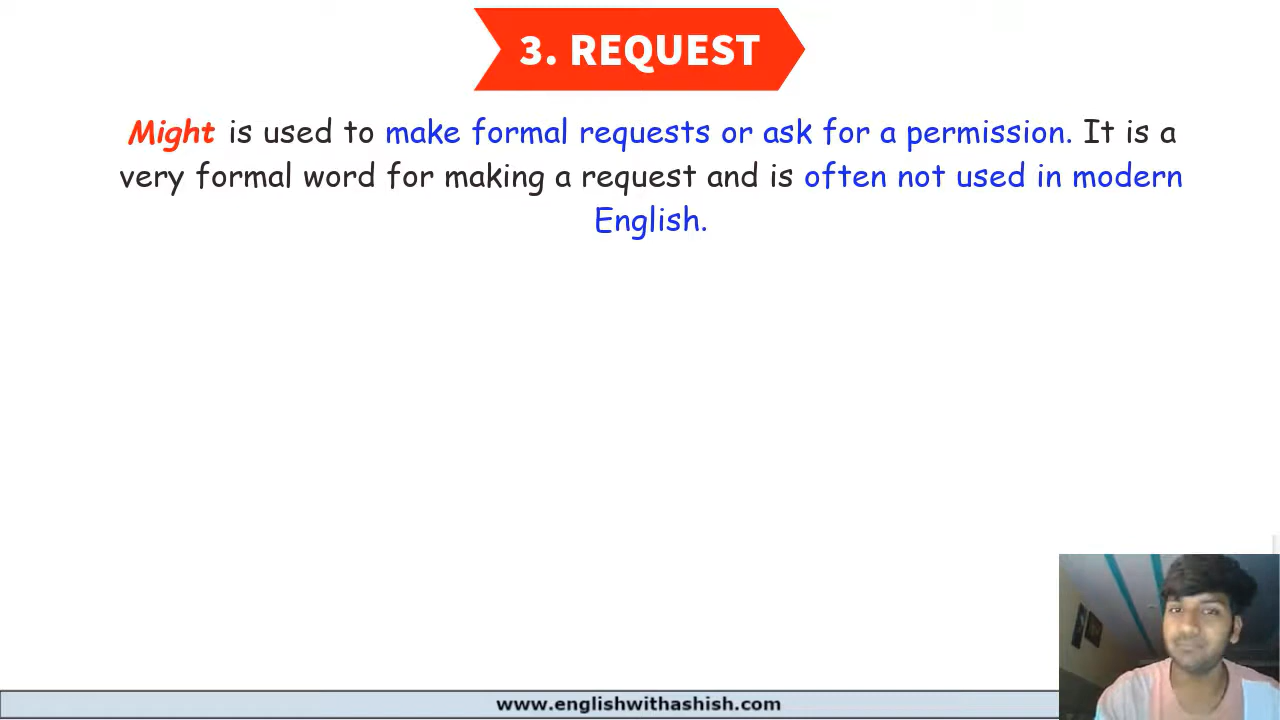 3. REQUEST
Might is used to make formal requests or ask for a permission. It is a
very formal word for making a request and is often not used in modern
English.
www.englishwithashish.com